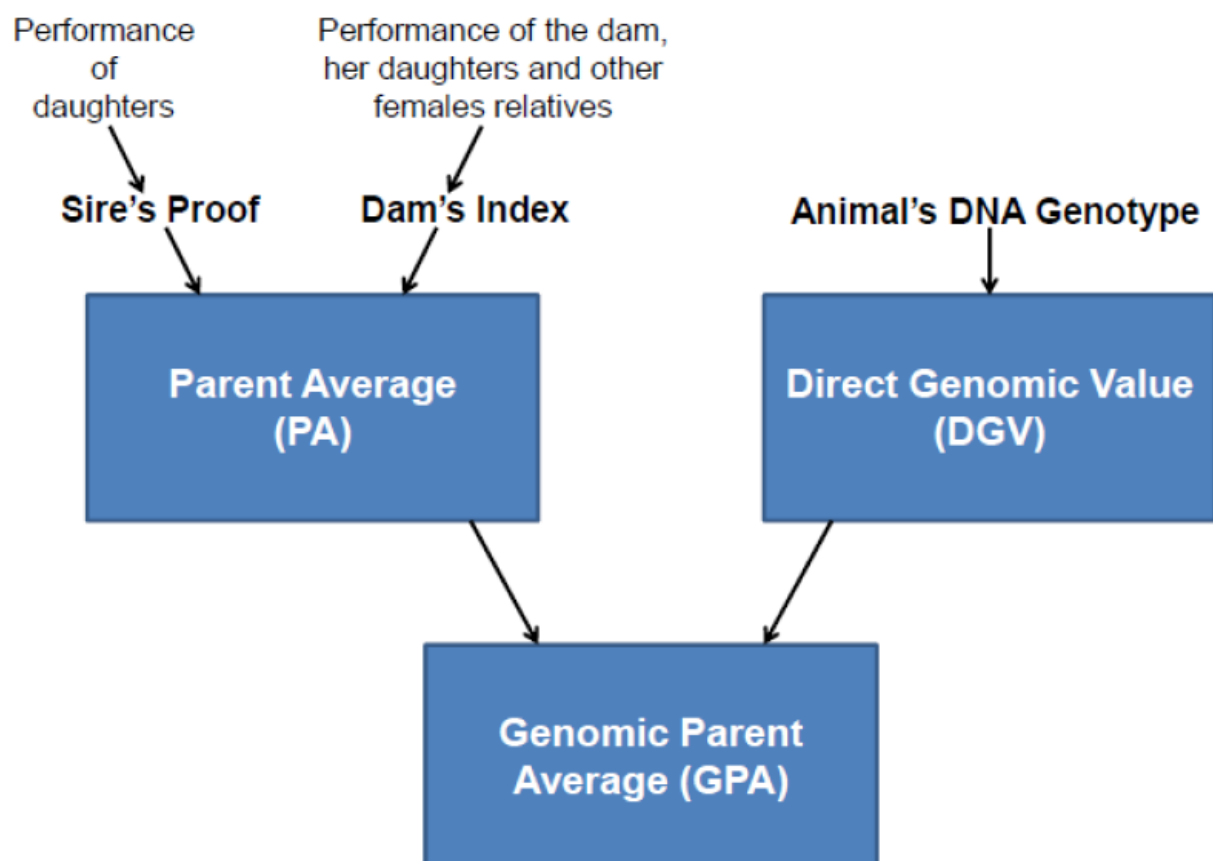 Performance
of
daughters
Performance of the dam,
her daughters and other
females relatives
Sire's Proof
Dam's Index
Animal's DNA Genotype
Parent Average
(PA)
Direct Genomic Value
(DGV)
Genomic Parent
Average (GPA)